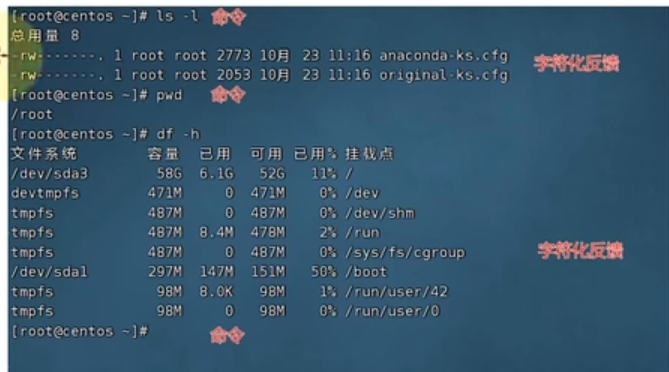 [root@centos ~]# ls -l 命令
总用量 8
-rw-------. 1 root root 2773 10月 23 11:16 anaconda-ks.cfg
字符化反馈
-rw-------. 1 root root 2053 10月 23 11:16 original-ks.cfg
[root@centos ~]# pwd 命令
/root
[root@centos ~]# df -h
文件系统 容量 已用 可用 已用% 挂载点
/dev/sda3 58G 6.1G 52G 11% /
devtmpfs 471M 0 471M 0% /dev
tmpfs 487M 0 487M 0% /dev/shm
tmpfs 487M 8.4M 478M 2% /run
tmpfs 487M 0 487M 0% /sys/fs/cgroup 字符化反馈
/dev/sda1 297M 147M 151M 50% /boot
tmpfs 98M 8.0K 98M 1% /run/user/42
tmpfs 98M 0 98M 0% /run/user/0
[root@centos ~]# 命令